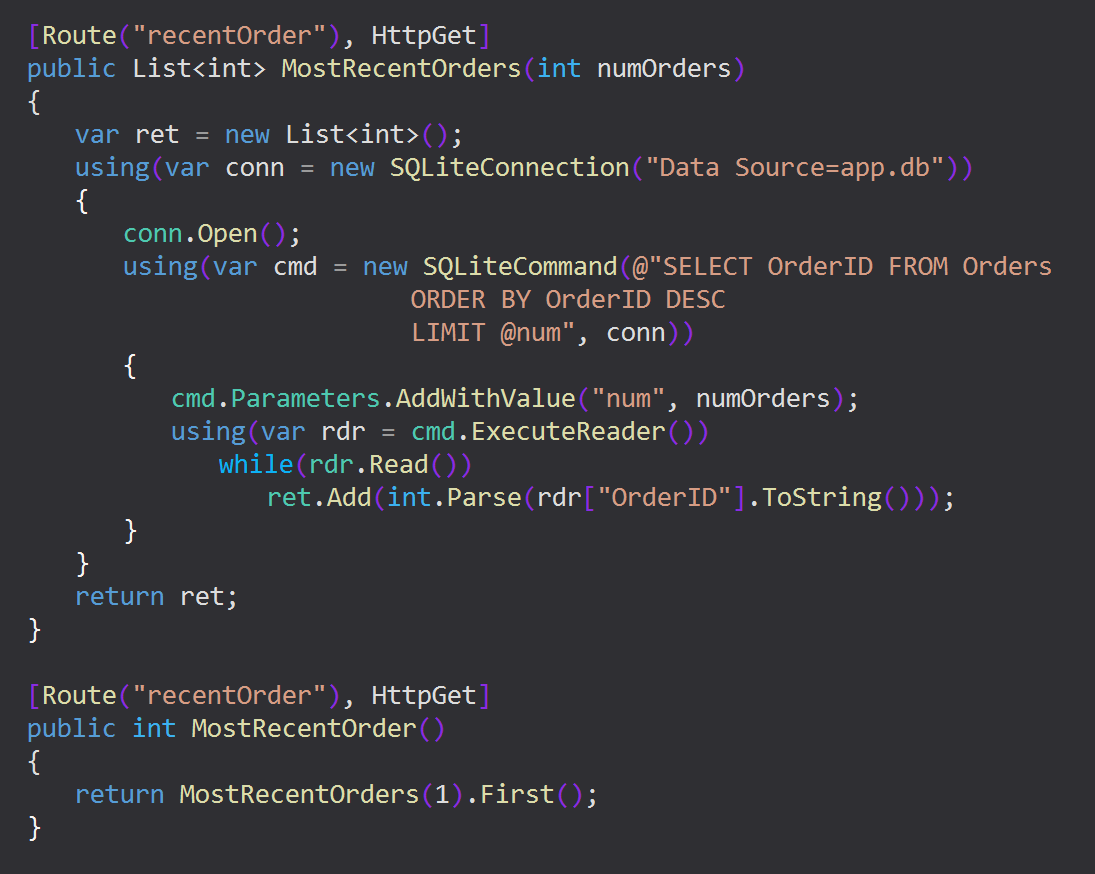 [Route("recentOrder"), HttpGet]
public List<int> MostRecentOrders(int numOrders)
{
   var ret = new List<int>();
   using(var conn = new SQLiteConnection("Data Source=app.db"))
   {
      conn.Open();
      using(var cmd = new SQLiteCommand(@"SELECT OrderID FROM Orders
                        ORDER BY OrderID DESC
                        LIMIT @num", conn))
      {
         cmd.Parameters.AddWithValue("num", numOrders);
         using(var rdr = cmd.ExecuteReader())
            while(rdr.Read())
               ret.Add(int.Parse(rdr["OrderID"].ToString()));
      }
   }
   return ret;
}

[Route("recentOrder"), HttpGet]
public int MostRecentOrder()
{
   return MostRecentOrders(1).First();
}